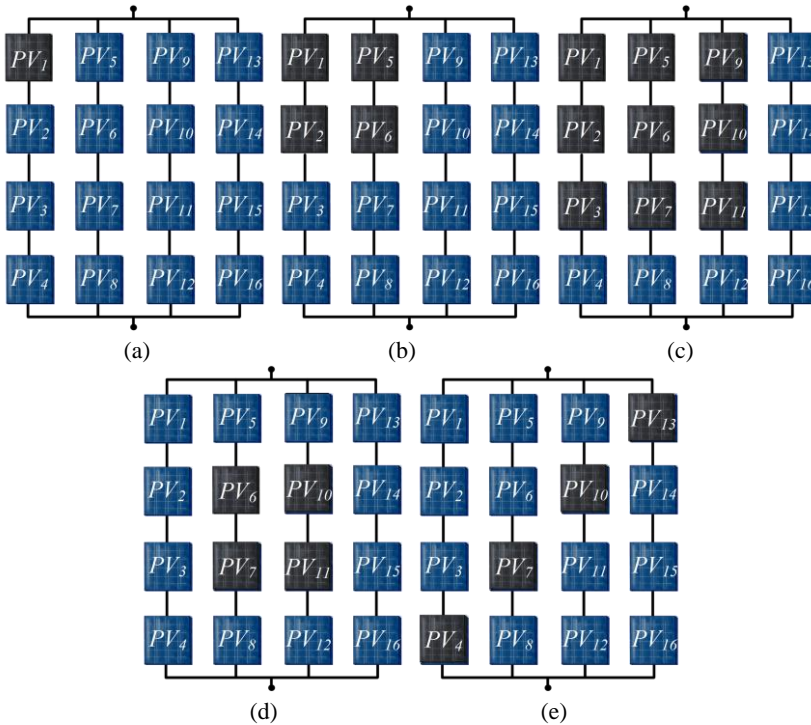 PV₁ PV₅ PV₉ PV₁₃ PV₁ PV₅ PV₉ PV₁₃ PV₁ PV₅ PV₉ PV₁₃
PV₂ PV₆ PV₁₀ PV₁₄ PV₂ PV₆ PV₁₀ PV₁₄ PV₂ PV₆ PV₁₀
PV₃ PV₇ PV₁₁ PV₁₅ PV₃ PV₇ PV₁₁ PV₁₅ PV₃ PV₇ PV₁₁
PV₄ PV₈ PV₁₂ PV₁₆ PV₄ PV₈ PV₁₂ PV₁₆ PV₄ PV₈ PV₁₂ PV₁₆
(a) (b) (c)
PV₁ PV₅ PV₉ PV₁₃ PV₁ PV₅ PV₉ PV₁₃
PV₂ PV₆ PV₁₀ PV₁₄ PV₂ PV₆ PV₁₀ PV₁₄
PV₃ PV₇ PV₁₁ PV₁₅ PV₃ PV₇ PV₁₁ PV₁₅
PV₄ PV₈ PV₁₂ PV₁₆ PV₄ PV₈ PV₁₂ PV₁₆
(d) (e)